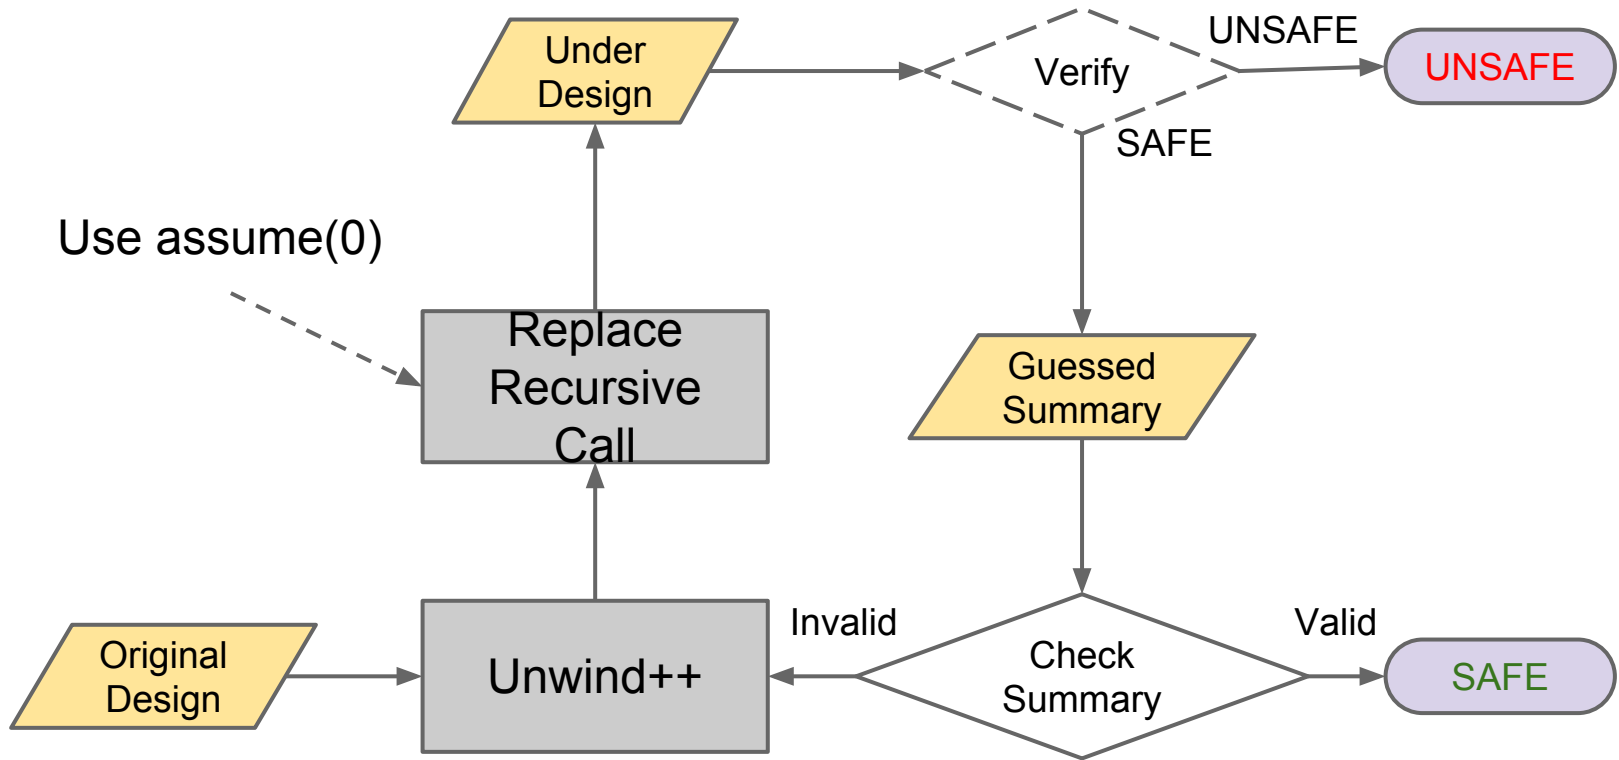 Under
Design
Verify
UNSAFE
UNSAFE
SAFE
Use assume(0)
Replace
Recursive
Call
Guessed
Summary
Original
Design
Unwind++
Invalid
Check
Summary
Valid
SAFE